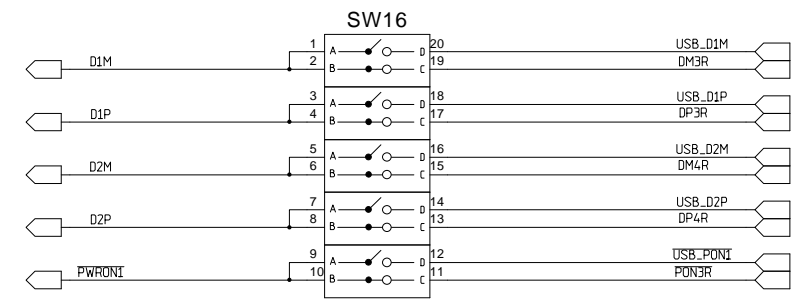 SW16
1 A D 20 USB_D1M
D1M 2 B C 19 DM3R
3 A D 18 USB_D1P
D1P 4 B C 17 DP3R
5 A D 16 USB_D2M
D2M 6 B C 15 DM4R
7 A D 14 USB_D2P
D2P 8 B C 13 DP4R
9 A D 12 USB_PON1
PWRON1 10 B C 11 PON3R